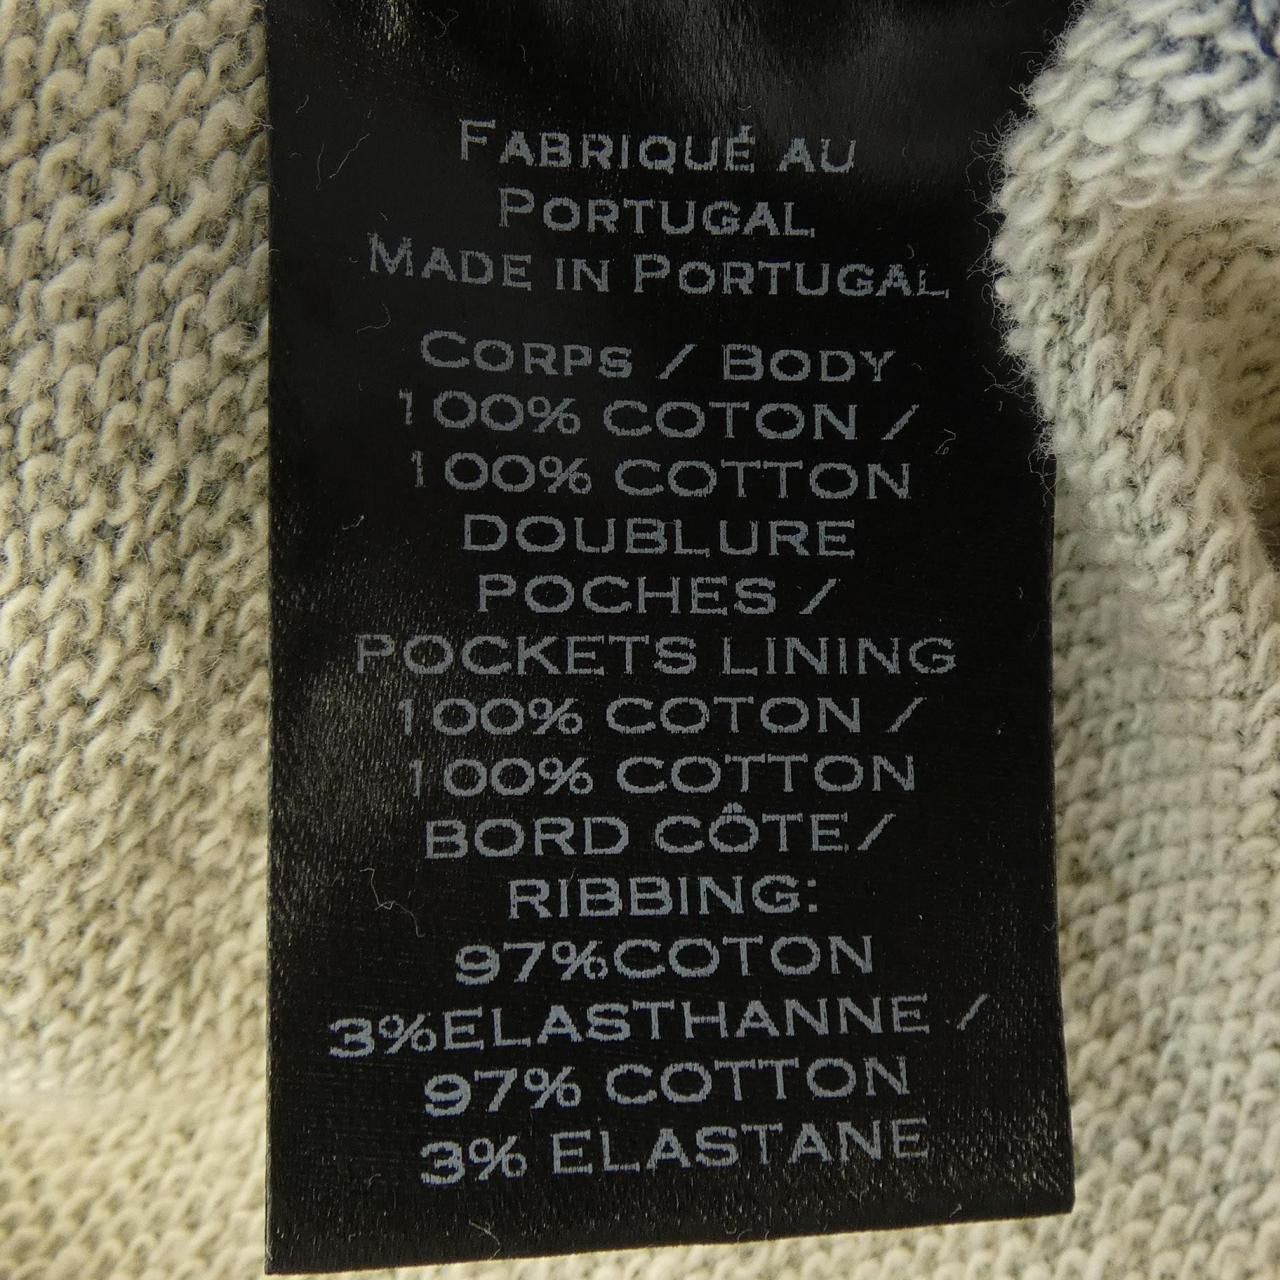 FABRIQUÉ AU
PORTUGAL
MADE IN PORTUGAL
CORPS / BODY
100% COTON /
100% COTTON
DOUBLURE
POCHES /
POCKETS LINING
100% COTON /
100% COTTON
BORD CÔTE/
RIBBING:
97%COTON
3%ELASTHANNE /
97% COTTON
3% ELASTANE